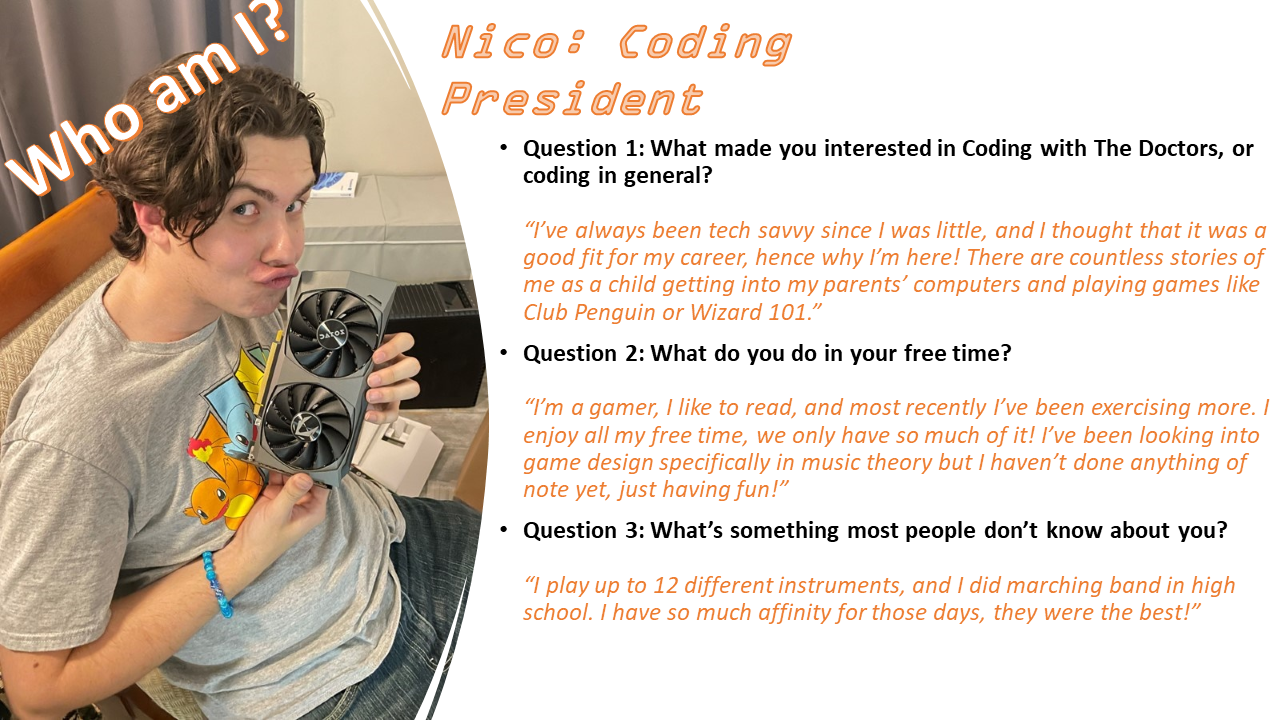 Who am I?
Nico: Coding
President
• Question 1: What made you interested in Coding with The Doctors, or
coding in general?
“I’ve always been tech savvy since I was little, and I thought that it was a
good fit for my career, hence why I’m here! There are countless stories of
me as a child getting into my parents’ computers and playing games like
Club Penguin or Wizard 101.”
• Question 2: What do you do in your free time?
“I’m a gamer, I like to read, and most recently I’ve been exercising more. I
enjoy all my free time, we only have so much of it! I’ve been looking into
game design specifically in music theory but I haven’t done anything of
note yet, just having fun!”
• Question 3: What’s something most people don’t know about you?
“I play up to 12 different instruments, and I did marching band in high
school. I have so much affinity for those days, they were the best!”
ZOTAC